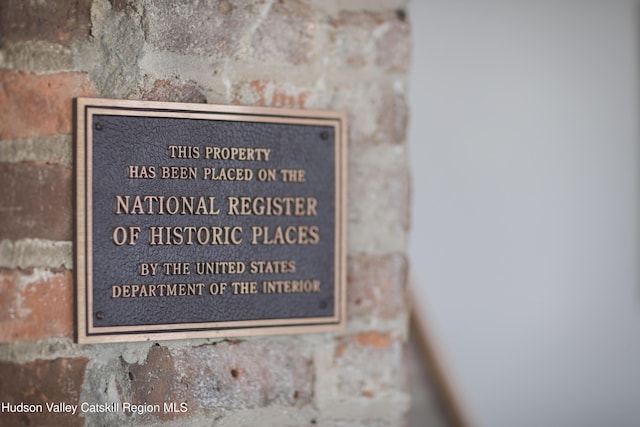 THIS PROPERTY
HAS BEEN PLACED ON THE
NATIONAL REGISTER
OF HISTORIC PLACES
BY THE UNITED STATES
DEPARTMENT OF THE INTERIOR
Hudson Valley Catskill Region MLS